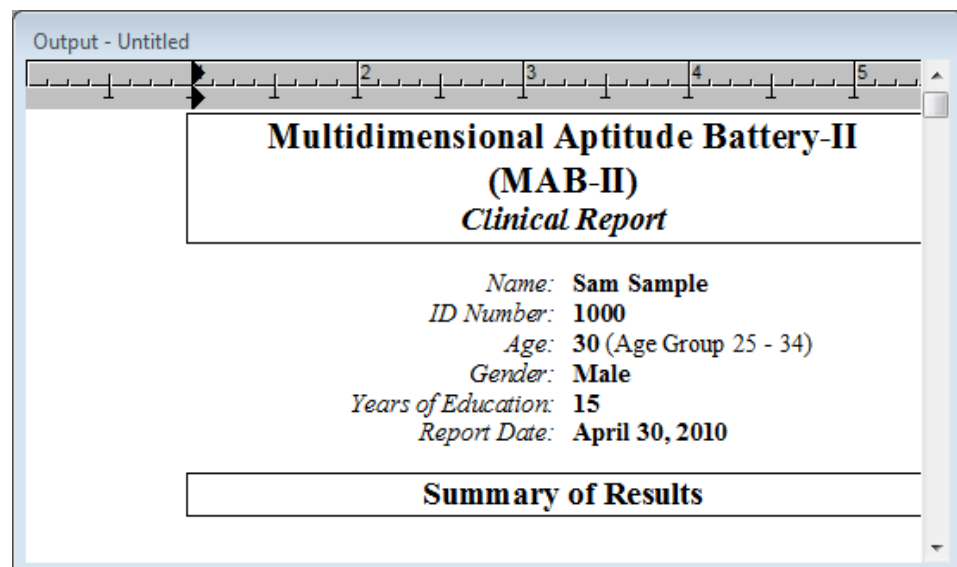 Output - Untitled
2 3 4 5
Multidimensional Aptitude Battery-II
(MAB-II)
Clinical Report
Name: Sam Sample
ID Number: 1000
Age: 30 (Age Group 25 - 34)
Gender: Male
Years of Education: 15
Report Date: April 30, 2010
Summary of Results